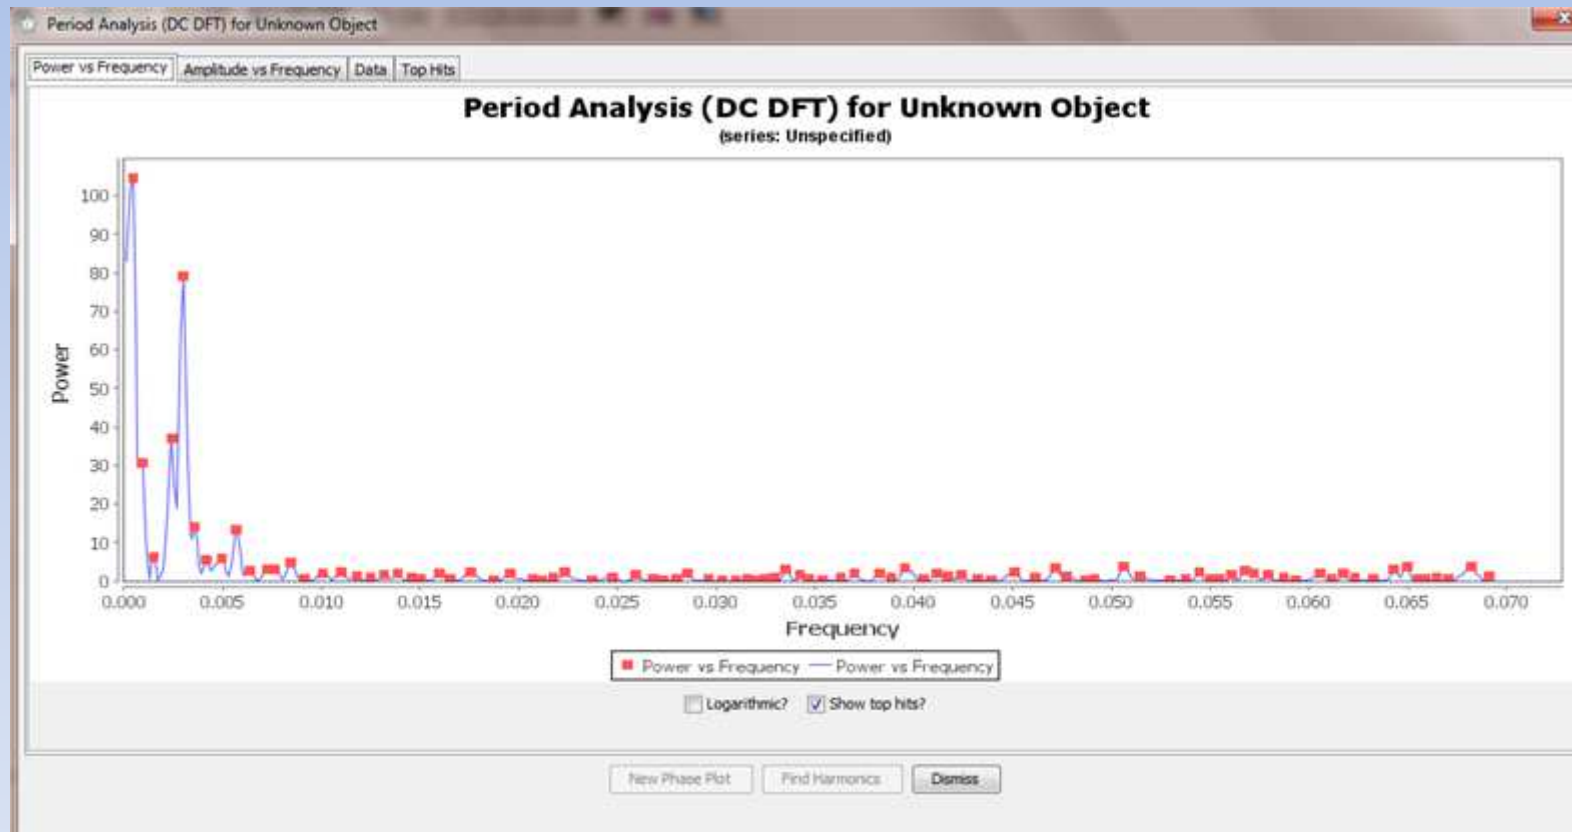 Period Analysis (DC DFT) for Unknown Object
Power vs Frequency Amplitude vs Frequency Data Top Hits
Period Analysis (DC DFT) for Unknown Object
(series: Unspecified)
100
90
80
70
60
50
40
30
20
10
0
Power
0.000 0.005 0.010 0.015 0.020 0.025 0.030 0.035 0.040 0.045 0.050 0.055 0.060 0.065 0.070
Frequency
Power vs Frequency Power vs Frequency
Logarithmic? Show top hits?
New Phase Plot Find Harmonics Dismiss